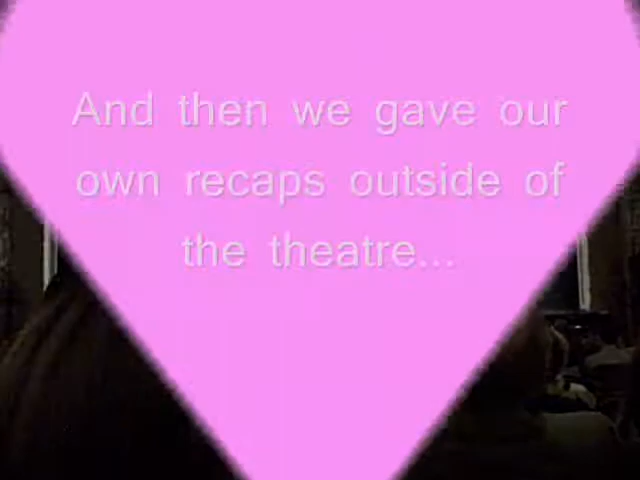 And then we gave our
own recaps outside of
the theatre...